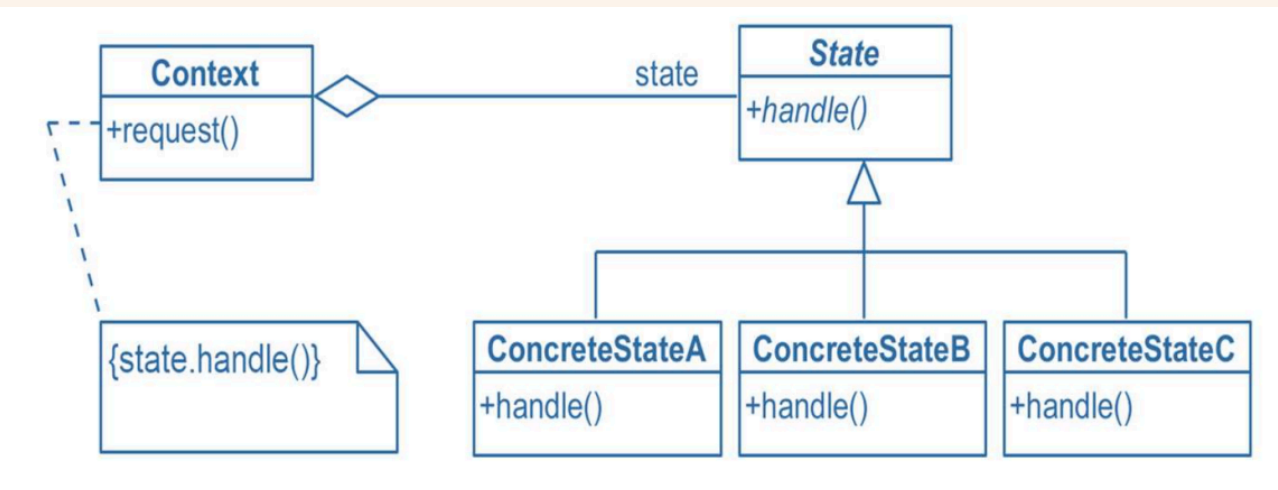 Context
+request()
state
State
+handle()
{state.handle()}
ConcreteStateA
+handle()
ConcreteStateB
+handle()
ConcreteStateC
+handle()